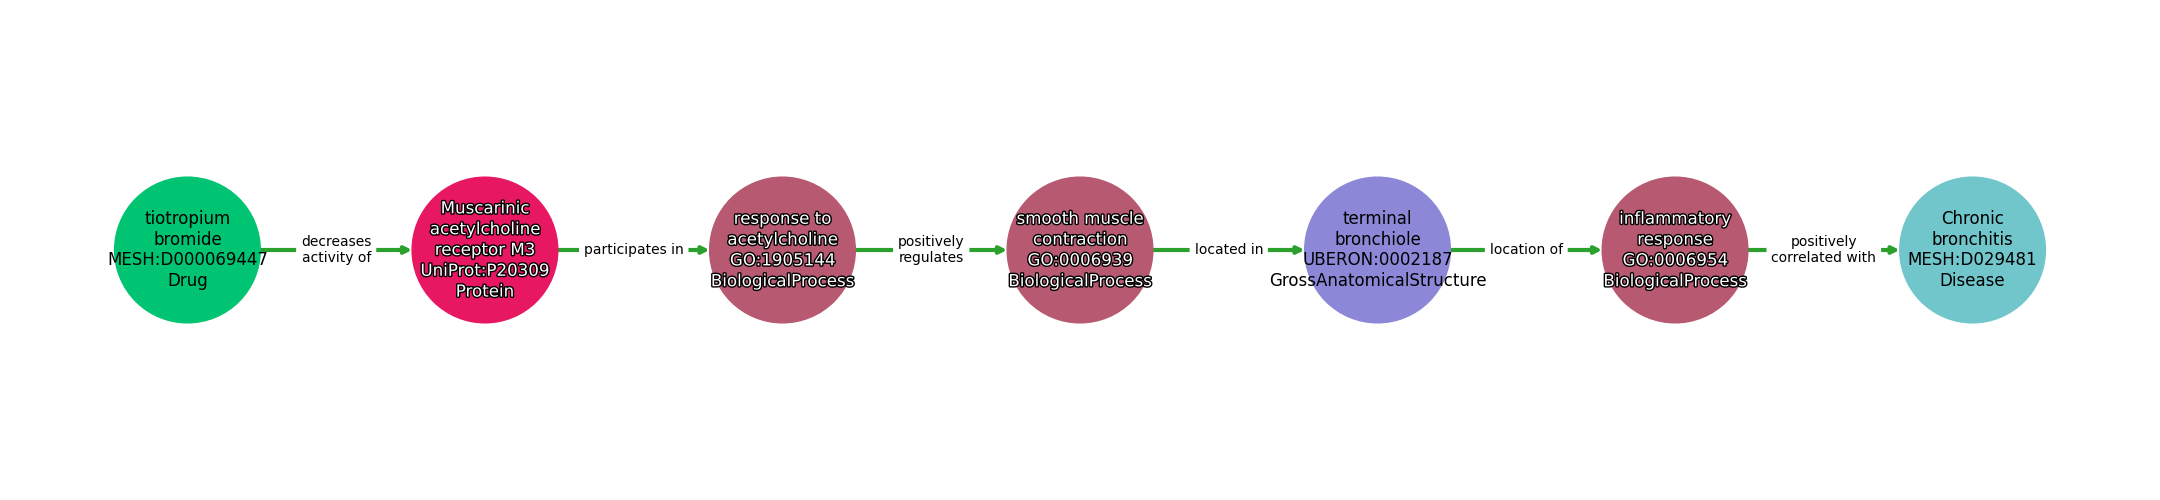 tiotropium
bromide
MESH:D000069447
Drug
decreases
activity of
Muscarinic
acetylcholine
receptor M3
UniProt:P20309
Protein
participates in
response to
acetylcholine
GO:1905144
BiologicalProcess
positively
regulates
smooth muscle
contraction
GO:0006939
BiologicalProcess
located in
terminal
bronchiole
UBERON:0002187
GrossAnatomicalStructure
location of
inflammatory
response
GO:0006954
BiologicalProcess
positively
correlated with
Chronic
bronchitis
MESH:D029481
Disease